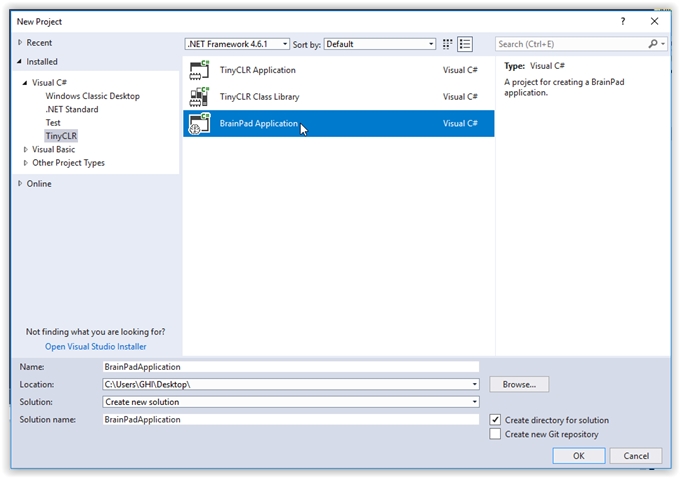 New Project
? ×
Recent
.NET Framework 4.6.1 Sort by: Default Search (Ctrl+E)
Installed
Visual C#
Windows Classic Desktop
.NET Standard
Test
TinyCLR
Visual Basic
Other Project Types
Online
TinyCLR Application Visual C#
TinyCLR Class Library Visual C#
BrainPad Application Visual C#
Type: Visual C#
A project for creating a BrainPad
application.
Not finding what you are looking for?
Open Visual Studio Installer
Name: BrainPadApplication
Location: C:\Users\GHI\Desktop\ Browse...
Solution: Create new solution
Solution name: BrainPadApplication
Create directory for solution
Create new Git repository
OK Cancel